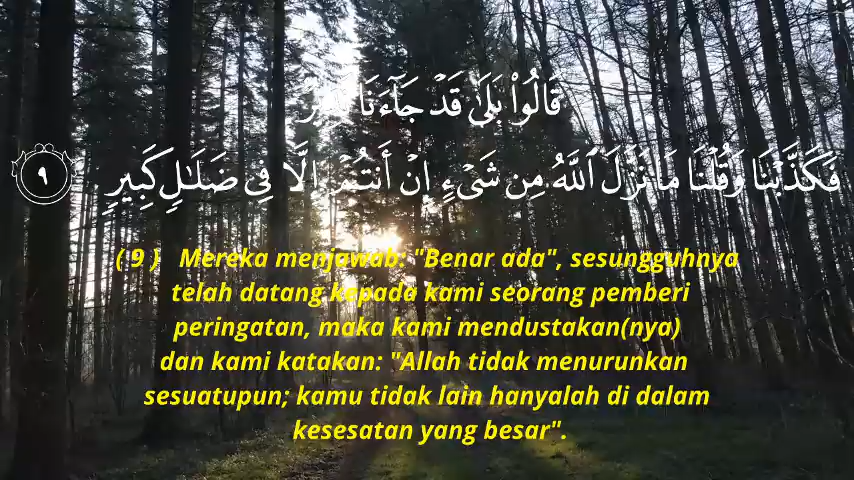 قَالُوا۟ بَلَىٰ قَدْ جَآءَنَا نَذِيرٌ
فَكَذَّبْنَا وَقُلْنَا مَا نَزَّلَ ٱللَّهُ مِن شَىْءٍ إِنْ أَنتُمْ إِلَّا فِى ضَلَـٰلٍ كَبِيرٍ ٩
( 9 ) Mereka menjawab: "Benar ada", sesungguhnya
telah datang kepada kami seorang pemberi
peringatan, maka kami mendustakan(nya)
dan kami katakan: "Allah tidak menurunkan
sesuatupun; kamu tidak lain hanyalah di dalam
kesesatan yang besar".